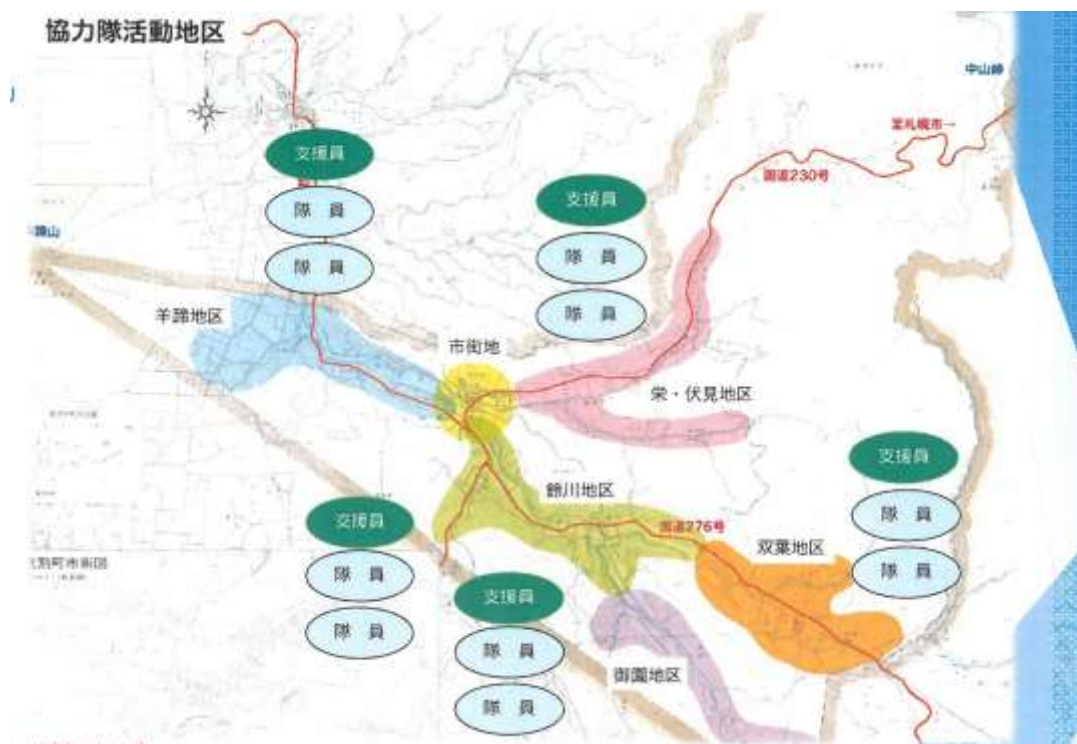 協力隊活動地区
中山峠
至札幌市→
国道230号
支援員
隊 員
隊 員
支援員
隊 員
隊 員
羊蹄地区
市街地
栄・伏見地区
支援員
隊 員
隊 員
鈴川地区
国道276号
双葉地区
支援員
隊 員
隊 員
支援員
隊 員
隊 員
御園地区